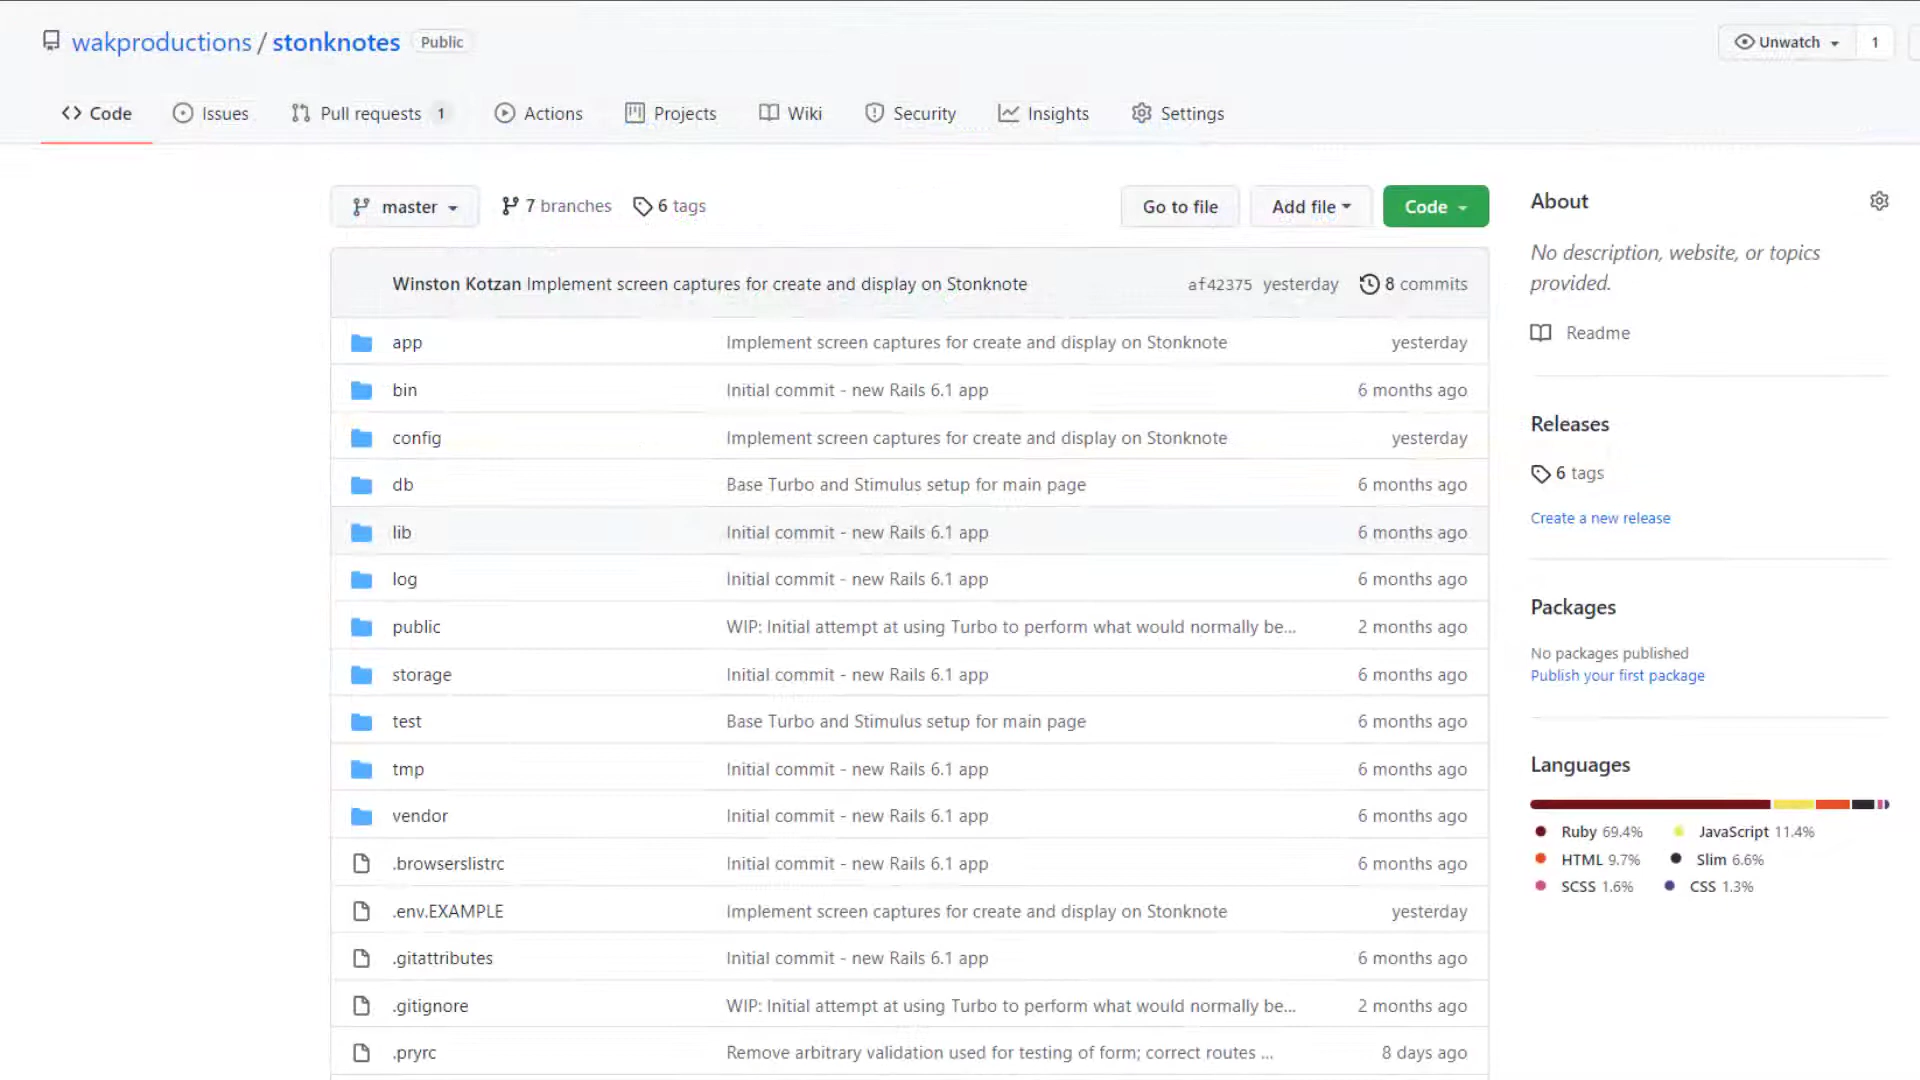 wakproductions / stonknotes Public
Unwatch 1
Code Issues Pull requests 1 Actions Projects Wiki Security Insights Settings
master 7 branches 6 tags Go to file Add file Code
Winston Kotzan Implement screen captures for create and display on Stonknote af42375 yesterday 8 commits
app Implement screen captures for create and display on Stonknote yesterday
bin Initial commit - new Rails 6.1 app 6 months ago
config Implement screen captures for create and display on Stonknote yesterday
db Base Turbo and Stimulus setup for main page 6 months ago
lib Initial commit - new Rails 6.1 app 6 months ago
log Initial commit - new Rails 6.1 app 6 months ago
public WIP: Initial attempt at using Turbo to perform what would normally be... 2 months ago
storage Initial commit - new Rails 6.1 app 6 months ago
test Base Turbo and Stimulus setup for main page 6 months ago
tmp Initial commit - new Rails 6.1 app 6 months ago
vendor Initial commit - new Rails 6.1 app 6 months ago
.browserslistrc Initial commit - new Rails 6.1 app 6 months ago
.env.EXAMPLE Implement screen captures for create and display on Stonknote yesterday
.gitattributes Initial commit - new Rails 6.1 app 6 months ago
.gitignore WIP: Initial attempt at using Turbo to perform what would normally be... 2 months ago
.pryrc Remove arbitrary validation used for testing of form; correct routes ... 8 days ago
About
No description, website, or topics
provided.
Readme
Releases
6 tags
Create a new release
Packages
No packages published
Publish your first package
Languages
Ruby 69.4% JavaScript 11.4%
HTML 9.7% Slim 6.6%
SCSS 1.6% CSS 1.3%